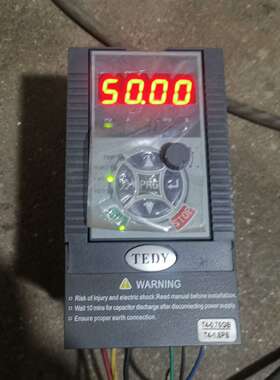 50.00
PRG
STOP
TEDY
WARNING
Risk of injury and electric shock.Read manual before installation.
Wait 10 mins for capacitor discharge after disconnecting power supply.
Ensure proper earth connection.